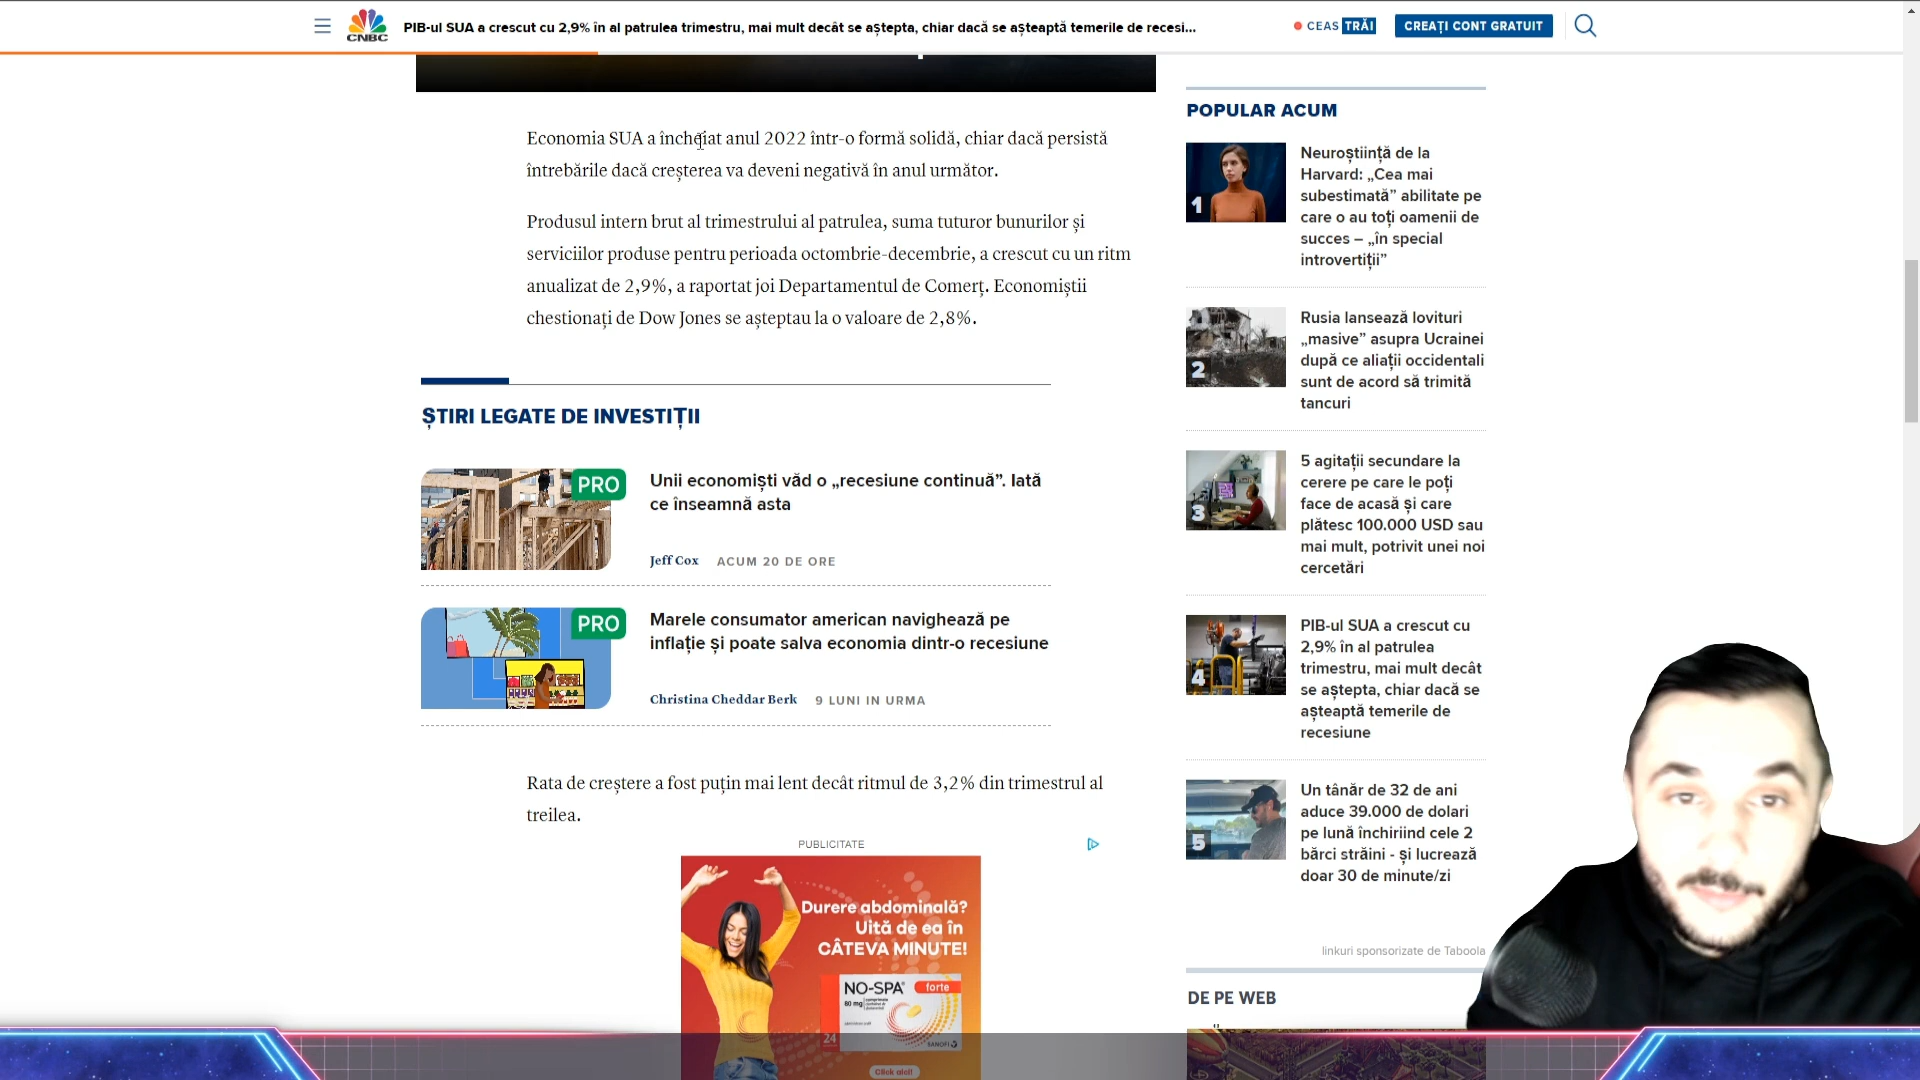 CNBC
PIB-ul SUA a crescut cu 2,9% în al patrulea trimestru, mai mult decât se aștepta, chiar dacă se așteaptă temerile de recesi...
CEAS TRĂI
CREAȚI CONT GRATUIT
Economia SUA a încheiat anul 2022 într-o formă solidă, chiar dacă persistă
întrebările dacă creșterea va deveni negativă în anul următor.
Produsul intern brut al trimestrului al patrulea, suma tuturor bunurilor și
serviciilor produse pentru perioada octombrie-decembrie, a crescut cu un ritm
anualizat de 2,9%, a raportat joi Departamentul de Comerț. Economiștii
chestionați de Dow Jones se așteptau la o valoare de 2,8%.
ȘTIRI LEGATE DE INVESTIȚII
PRO
Unii economiști văd o „recesiune continuă”. Iată
ce înseamnă asta
Jeff Cox ACUM 20 DE ORE
PRO
Marele consumator american navighează pe
inflație și poate salva economia dintr-o recesiune
Christina Cheddar Berk 9 LUNI IN URMA
Rata de creștere a fost puțin mai lent decât ritmul de 3,2% din trimestrul al
treilea.
PUBLICITATE
Durere abdominală?
Uită de ea în
CÂTEVA MINUTE!
NO-SPA® forte
80 mg
24
SANOFI
Click aici!
POPULAR ACUM
1
Neuroștiință de la
Harvard: „Cea mai
subestimată” abilitate pe
care o au toți oamenii de
succes – „în special
introvertiții”
2
Rusia lansează lovituri
„masive” asupra Ucrainei
după ce aliații occidentali
sunt de acord să trimită
tancuri
3
5 agitații secundare la
cerere pe care le poți
face de acasă și care
plătesc 100.000 USD sau
mai mult, potrivit unei noi
cercetări
4
PIB-ul SUA a crescut cu
2,9% în al patrulea
trimestru, mai mult decât
se aștepta, chiar dacă se
așteaptă temerile de
recesiune
5
Un tânăr de 32 de ani
aduce 39.000 de dolari
pe lună închiriind cele 2
bărci străini - și lucrează
doar 30 de minute/zi
linkuri sponsorizate de Taboola
DE PE WEB